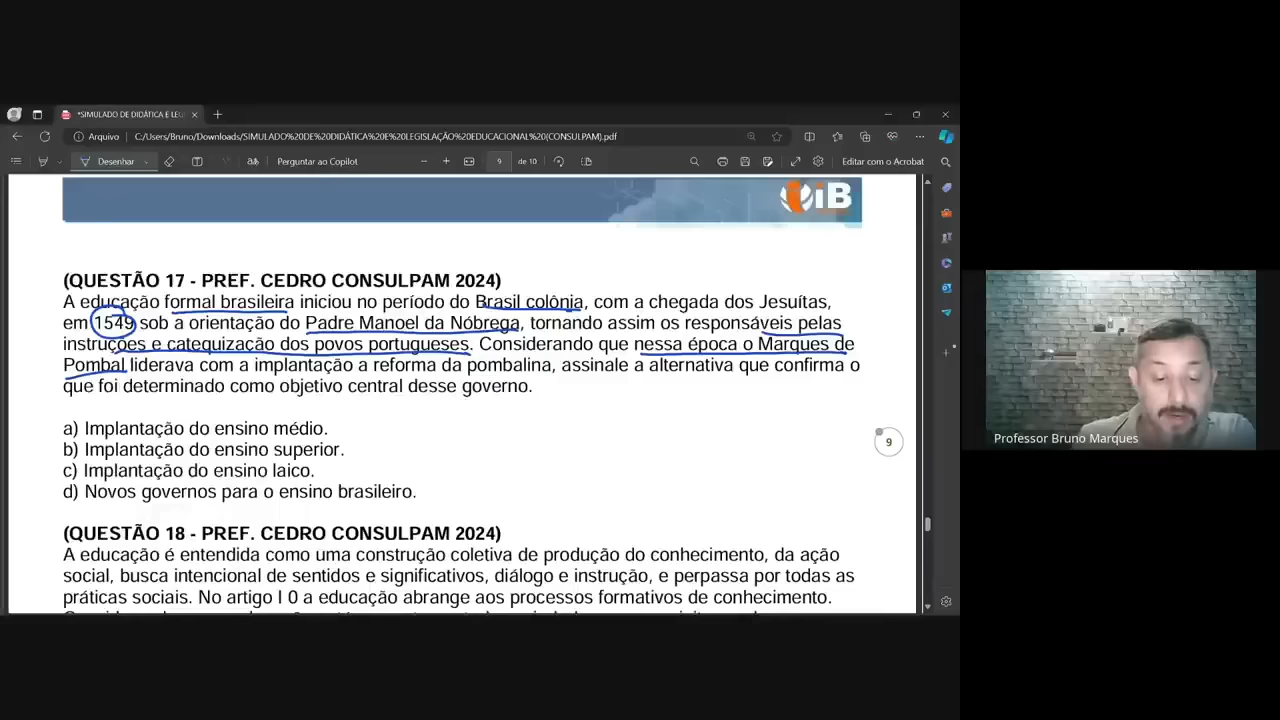 *SIMULADO DE DIDÁTICA E LEG
Arquivo
C:/Users/Bruno/Downloads/SIMULADO%20DE%20DIDÁTICA%20E%20LEGISLAÇÃO%20EDUCACIONAL%20(CONSULPAM).pdf
Desenhar
Perguntar ao Copilot
9
de 10
Editar com o Acrobat
iB
(QUESTÃO 17 - PREF. CEDRO CONSULPAM 2024)
A educação formal brasileira iniciou no período do Brasil colônia, com a chegada dos Jesuítas,
em 1549 sob a orientação do Padre Manoel da Nóbrega, tornando assim os responsáveis pelas
instruções e catequização dos povos portugueses. Considerando que nessa época o Marques de
Pombal liderava com a implantação a reforma da pombalina, assinale a alternativa que confirma o
que foi determinado como objetivo central desse governo.
a) Implantação do ensino médio.
b) Implantação do ensino superior.
c) Implantação do ensino laico.
d) Novos governos para o ensino brasileiro.
9
(QUESTÃO 18 - PREF. CEDRO CONSULPAM 2024)
A educação é entendida como uma construção coletiva de produção do conhecimento, da ação
social, busca intencional de sentidos e significativos, diálogo e instrução, e perpassa por todas as
práticas sociais. No artigo I 0 a educação abrange aos processos formativos de conhecimento.
Professor Bruno Marques